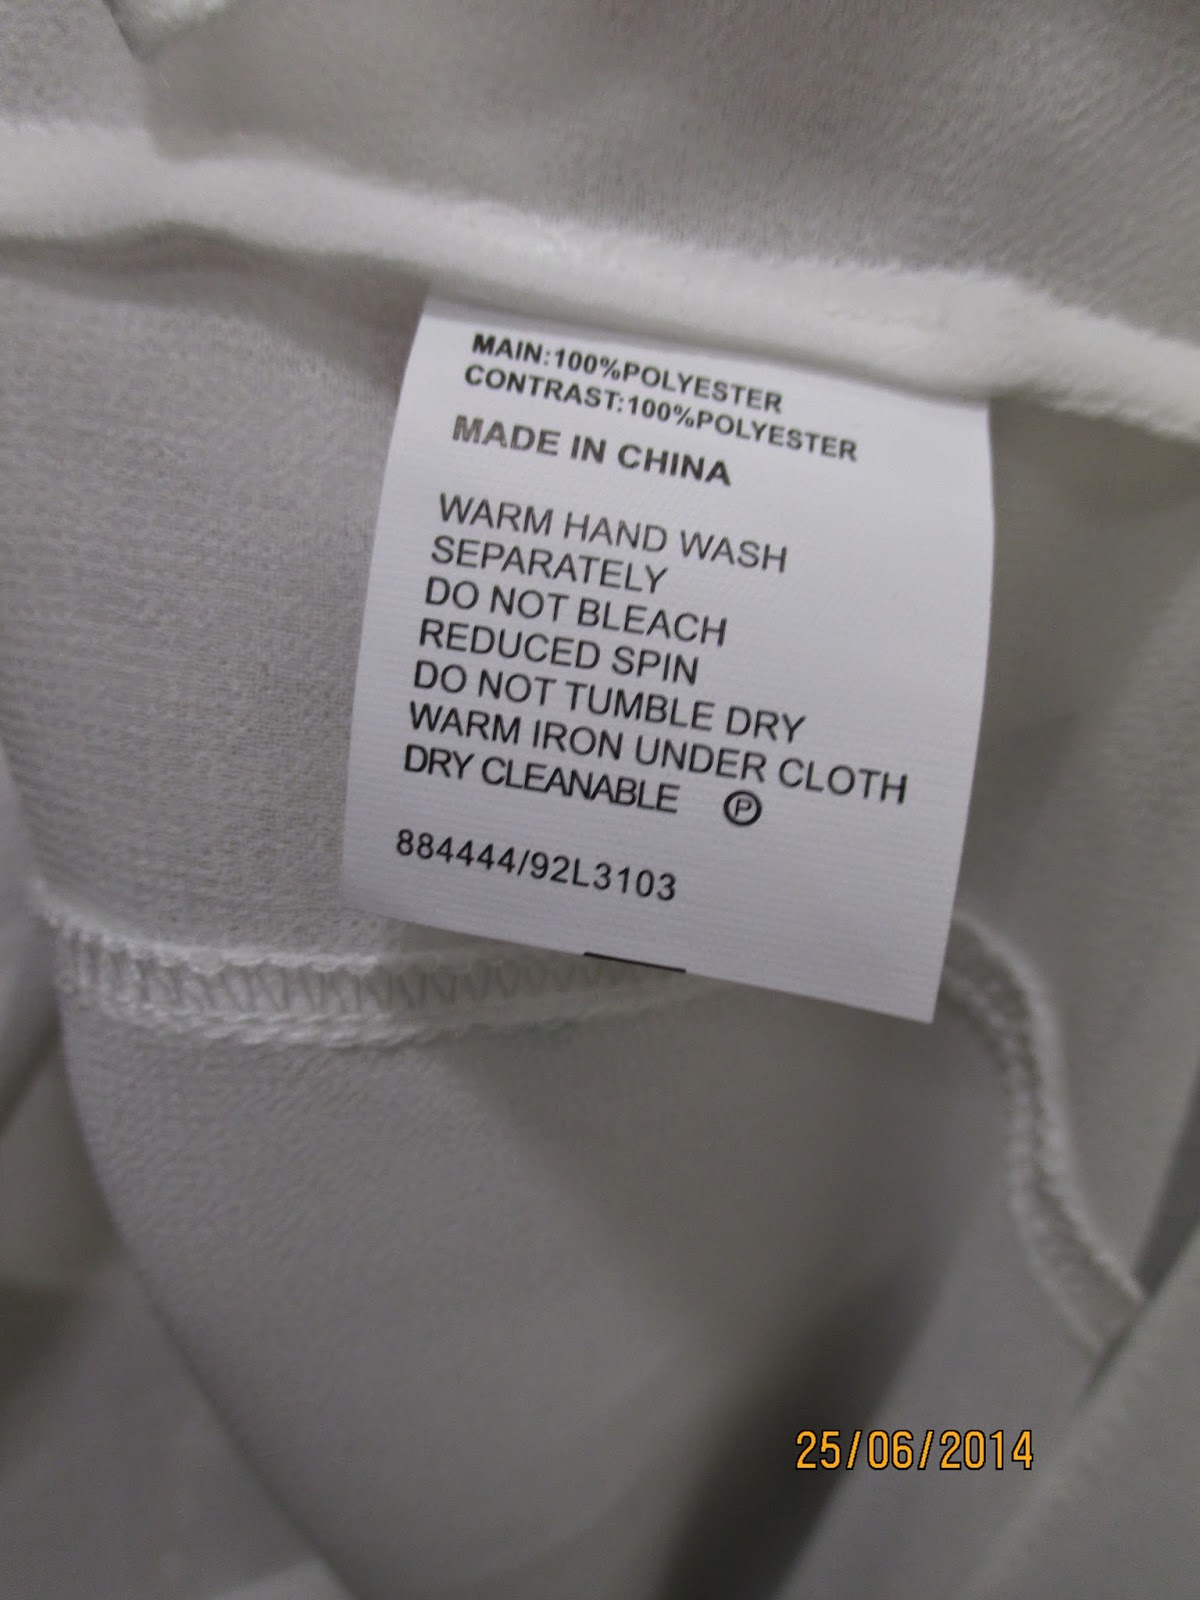 MAIN:100%POLYESTER
CONTRAST:100%POLYESTER
MADE IN CHINA
WARM HAND WASH
SEPARATELY
DO NOT BLEACH
REDUCED SPIN
DO NOT TUMBLE DRY
WARM IRON UNDER CLOTH
DRY CLEANABLE Ⓟ
884444/92L3103
25/06/2014